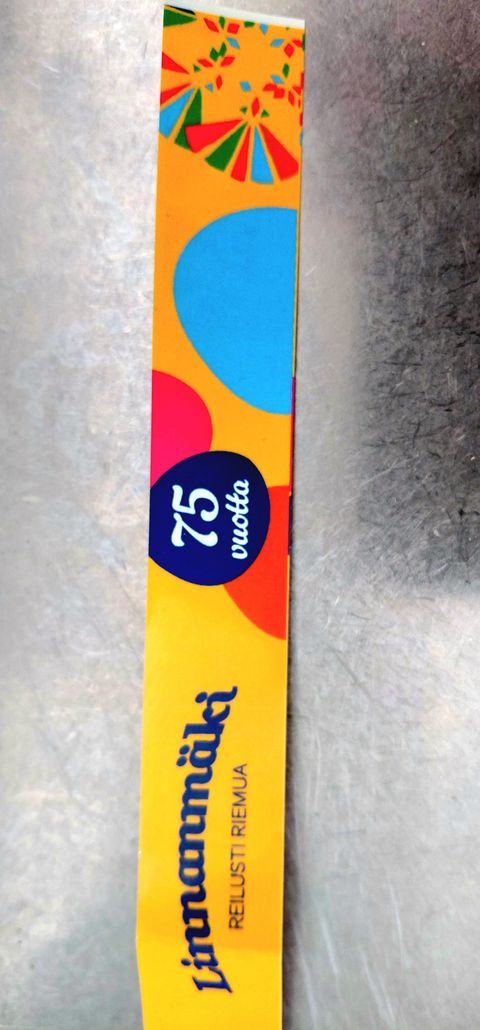 Linnanmäki
REILUSTI RIEMUA
75
vuotta